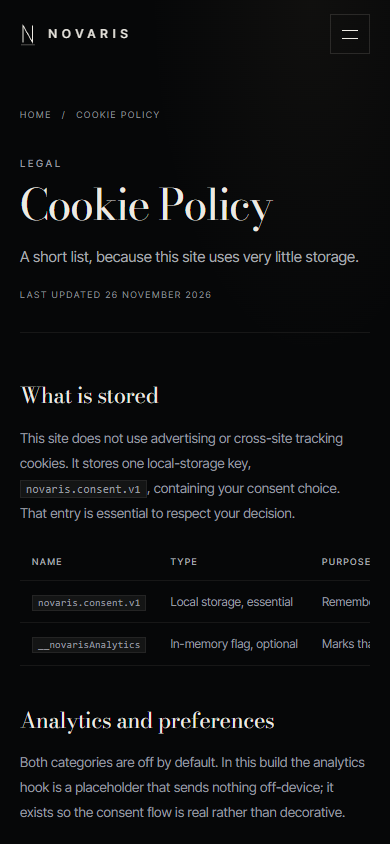 NOVARIS
HOME / COOKIE POLICY
LEGAL
Cookie Policy
A short list, because this site uses very little storage.
LAST UPDATED 26 NOVEMBER 2026
What is stored
This site does not use advertising or cross-site tracking
cookies. It stores one local-storage key,
novaris.consent.v1, containing your consent choice.
That entry is essential to respect your decision.
NAME TYPE PURPOSE
novaris.consent.v1 Local storage, essential
__novarisAnalytics In-memory flag, optional Marks
Analytics and preferences
Both categories are off by default. In this build the analytics
hook is a placeholder that sends nothing off-device; it
exists so the consent flow is real rather than decorative.